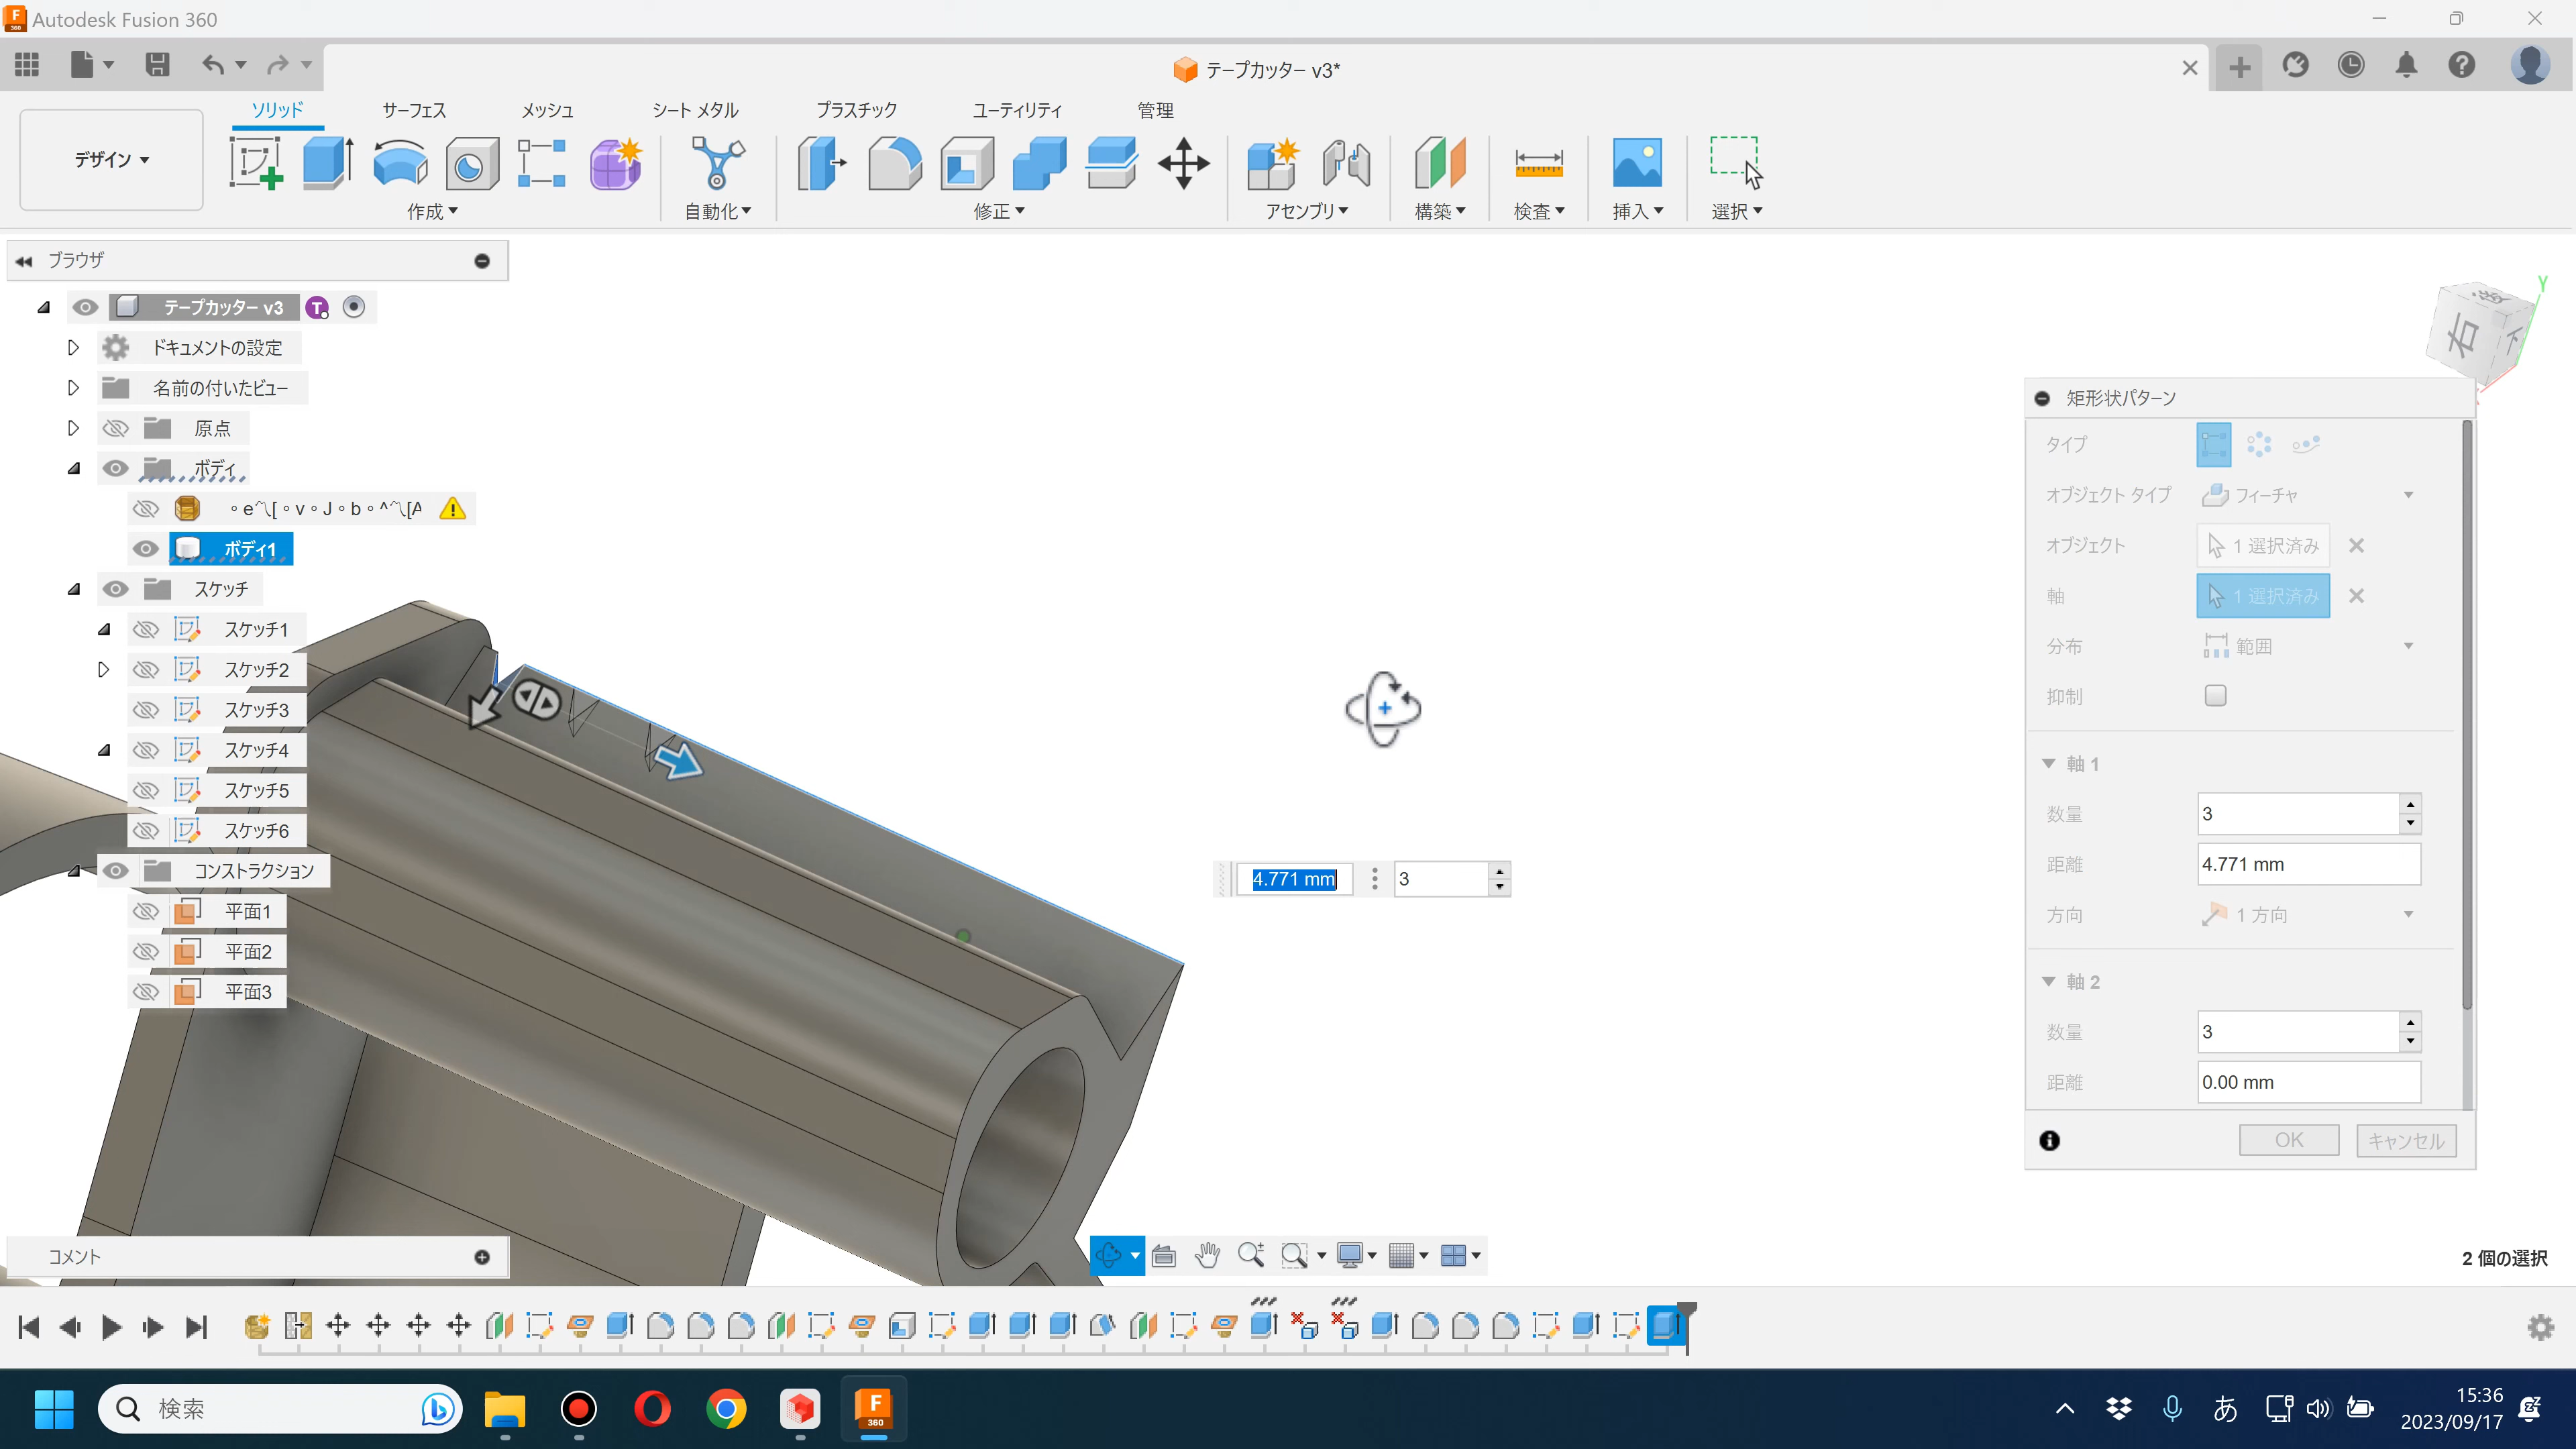 Autodesk Fusion 360
テープカッター v3*
デザイン
ソリッド
サーフェス
メッシュ
シート メタル
プラスチック
ユーティリティ
管理
作成
自動化
修正
アセンブリ
構築
検査
挿入
選択
ブラウザ
テープカッター v3
ドキュメントの設定
名前の付いたビュー
原点
ボディ
ボディ1
スケッチ
スケッチ1
スケッチ2
スケッチ3
スケッチ4
スケッチ5
スケッチ6
コンストラクション
平面1
平面2
平面3
Y
右
下
4.771 mm
3
矩形状パターン
タイプ
オブジェクト タイプ
フィーチャ
オブジェクト
1 選択済み
軸
1 選択済み
分布
範囲
抑制
軸 1
数量
3
距離
4.771 mm
方向
1 方向
軸 2
数量
3
距離
0.00 mm
OK
キャンセル
コメント
2 個の選択
検索
F
360
あ
15:36
2023/09/17